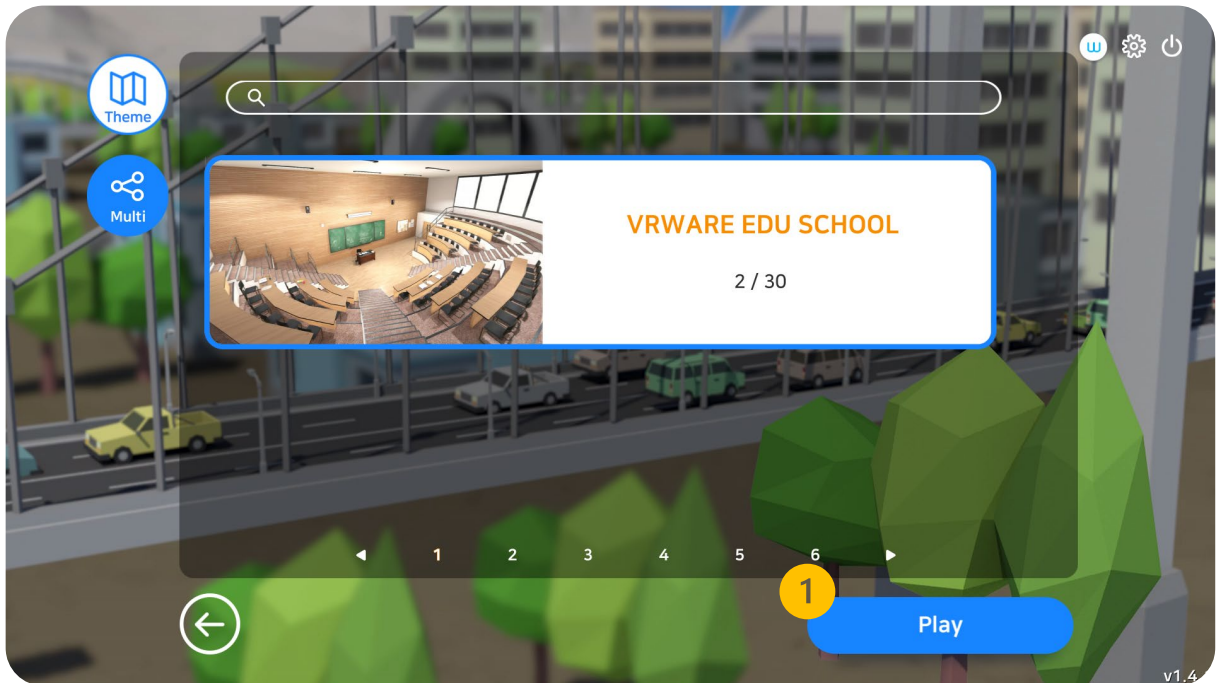 w
Theme
Multi
VRWARE EDU SCHOOL
2 / 30
1 2 3 4 5 6
1
Play
v1.4